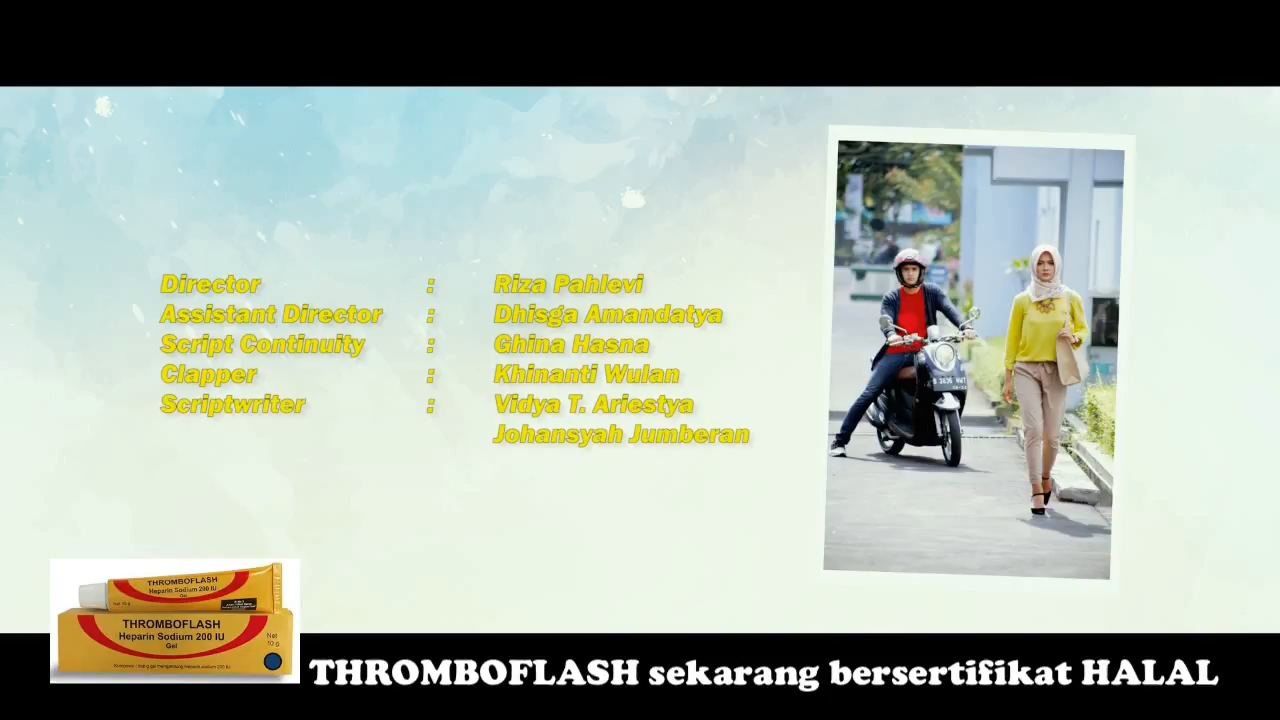 Director : Riza Pahlevi
Assistant Director : Dhisga Amandatya
Script Continuity : Ghina Hasna
Clapper : Khinanti Wulan
Scriptwriter : Vidya T. Ariestya
Johansyah Jumberan
THROMBOFLASH
Heparin Sodium 200 IU
Gel
THROMBOFLASH
Heparin Sodium 200 IU
Gel
Net
10 g
THROMBOFLASH sekarang bersertifikat HALAL